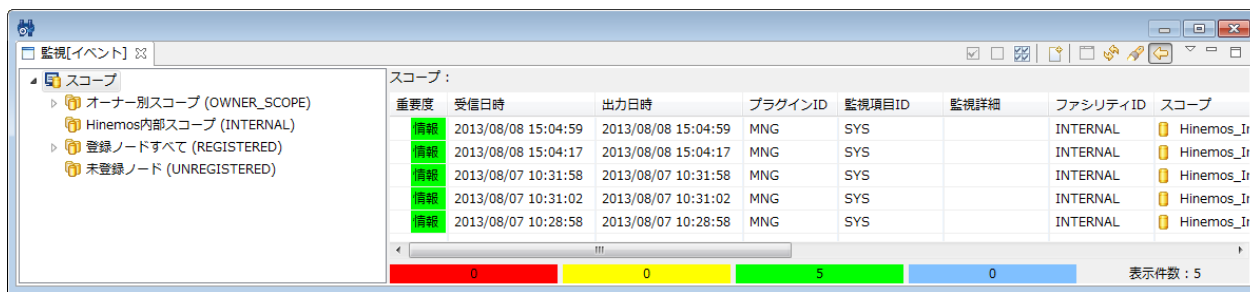 監視[イベント]
スコープ
オーナー別スコープ (OWNER_SCOPE)
Hinemos内部スコープ (INTERNAL)
登録ノードすべて (REGISTERED)
未登録ノード (UNREGISTERED)
スコープ :
重要度 受信日時 出力日時 プラグインID 監視項目ID 監視詳細 ファシリティID スコープ
情報 2013/08/08 15:04:59 2013/08/08 15:04:59 MNG SYS INTERNAL Hinemos_In
情報 2013/08/08 15:04:17 2013/08/08 15:04:17 MNG SYS INTERNAL Hinemos_In
情報 2013/08/07 10:31:58 2013/08/07 10:31:58 MNG SYS INTERNAL Hinemos_In
情報 2013/08/07 10:31:02 2013/08/07 10:31:02 MNG SYS INTERNAL Hinemos_In
情報 2013/08/07 10:28:58 2013/08/07 10:28:58 MNG SYS INTERNAL Hinemos_In
0 0 5 0 表示件数:5